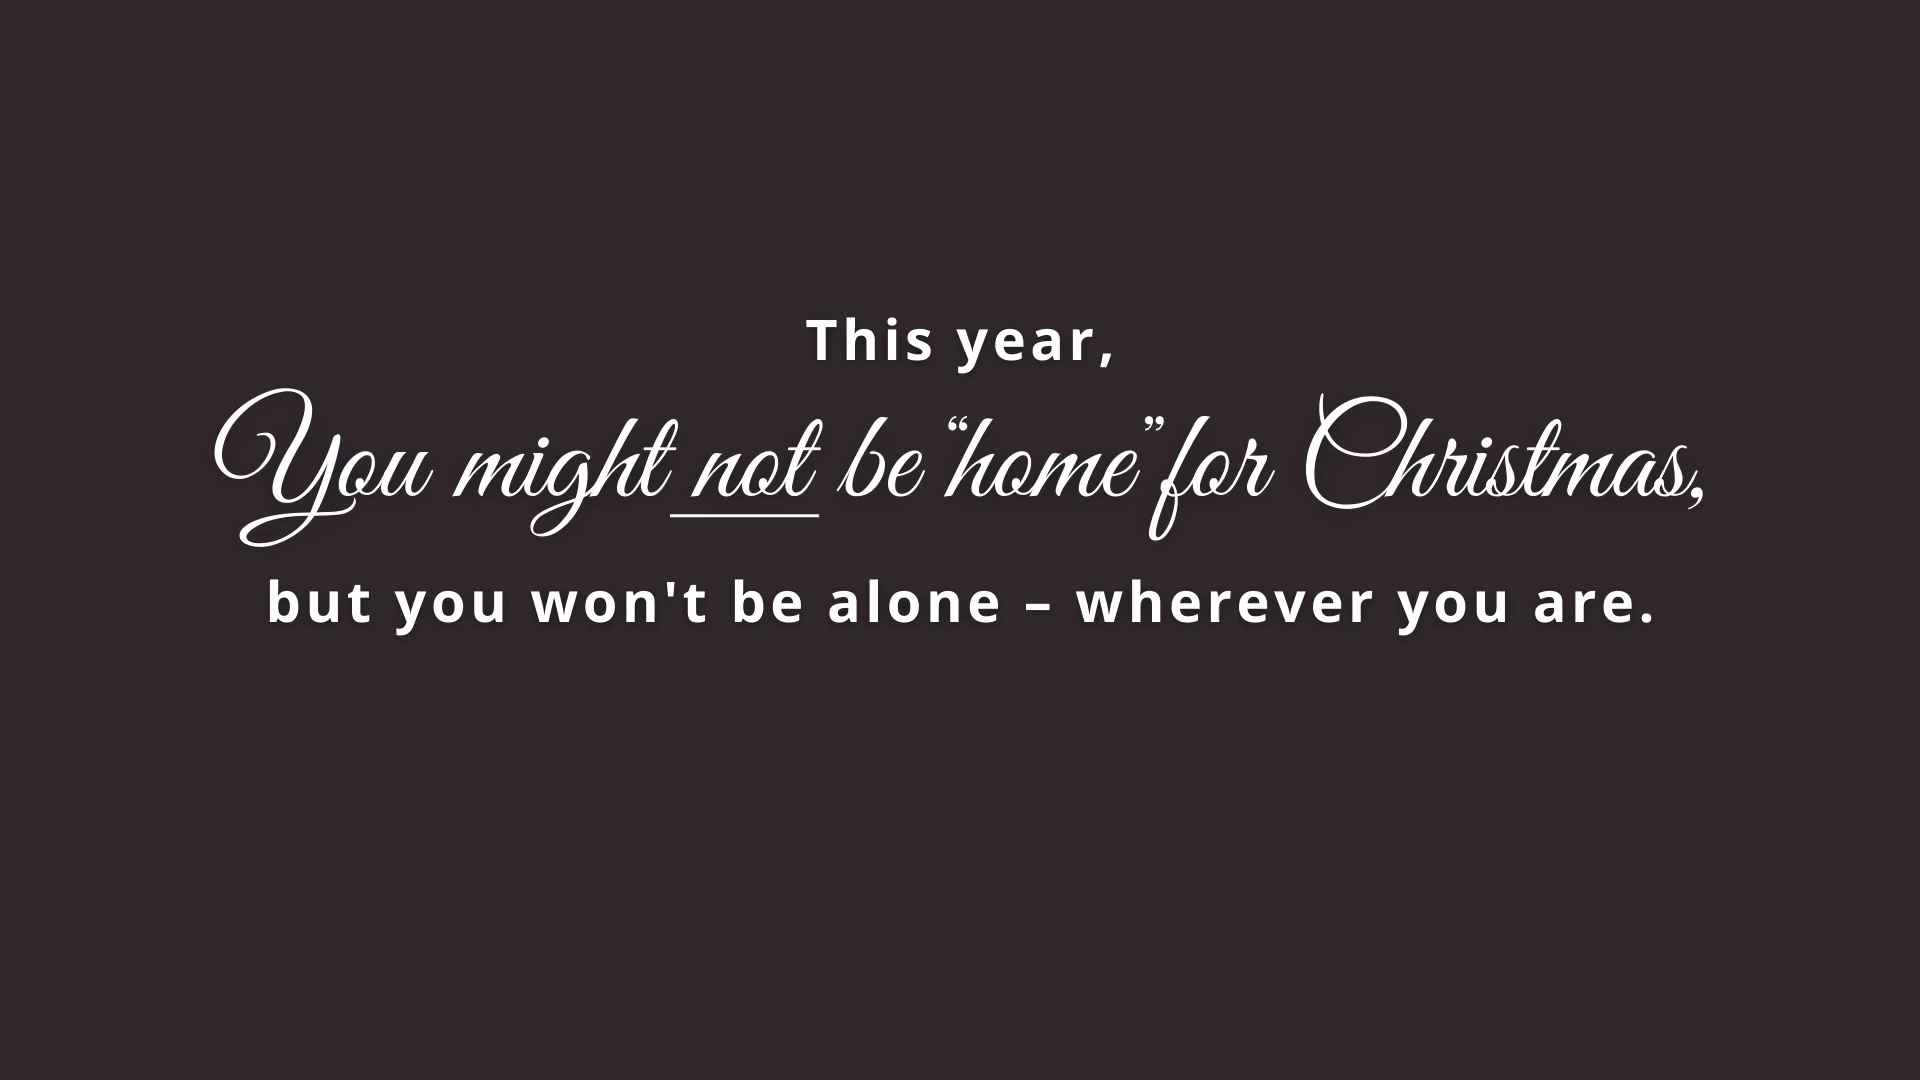 This year,
You might not be “home” for Christmas,
but you won't be alone – wherever you are.